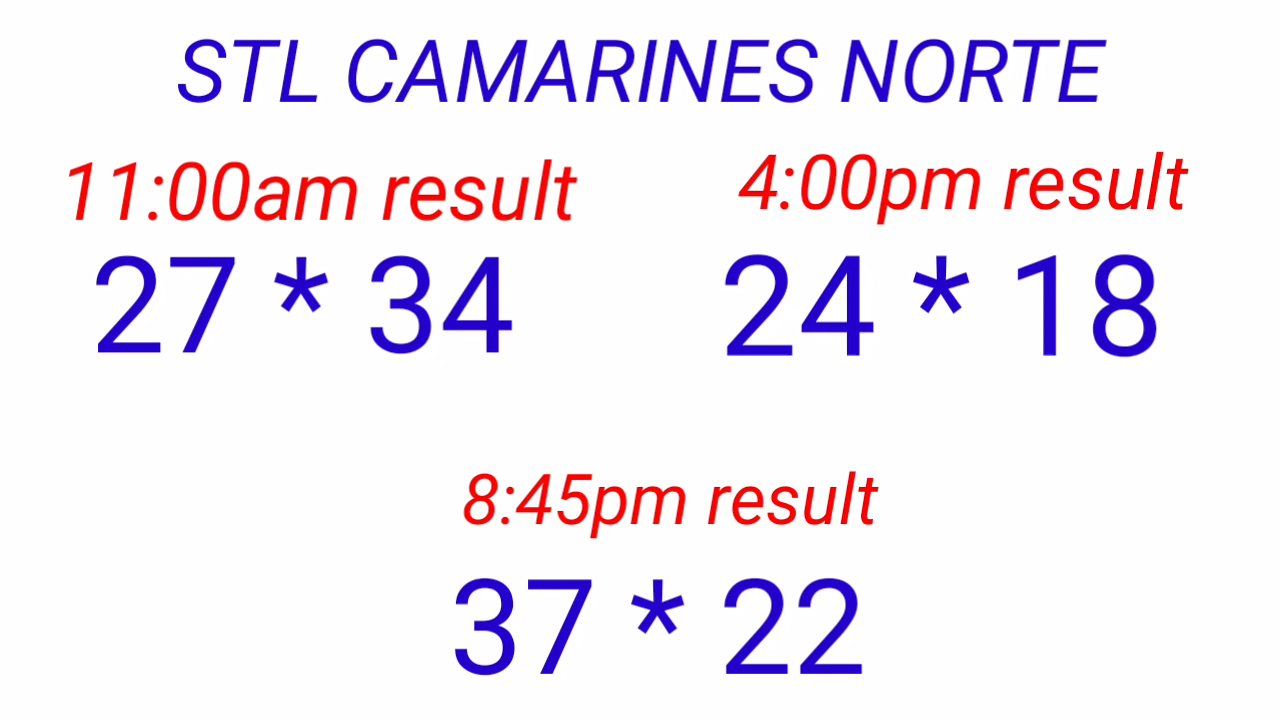 STL CAMARINES NORTE
11:00am result
27 * 34
4:00pm result
24 * 18
8:45pm result
37 * 22